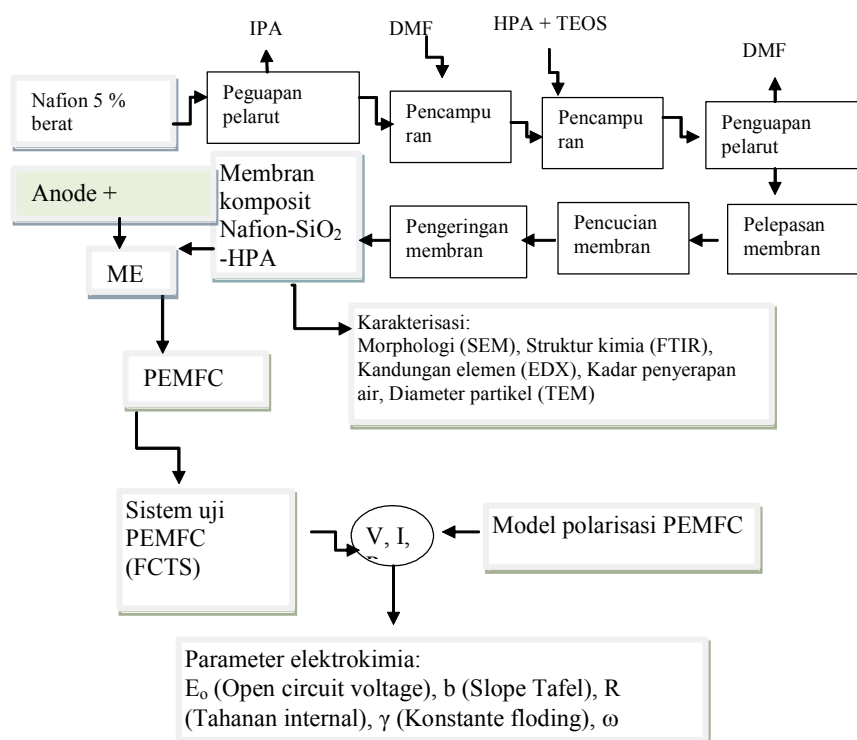 IPA
DMF
HPA + TEOS
DMF
Nafion 5 %
berat
Peguapan
pelarut
Pencampu
ran
Pencampu
ran
Penguapan
pelarut
Anode +
Membran
komposit
Nafion-SiO₂
-HPA
Pengeringan
membran
Pencucian
membran
Pelepasan
membran
ME
Karakterisasi:
Morphologi (SEM), Struktur kimia (FTIR),
Kandungan elemen (EDX), Kadar penyerapan
air, Diameter partikel (TEM)
PEMFC
Sistem uji
PEMFC
(FCTS)
V, I,
Model polarisasi PEMFC
Parameter elektrokimia:
Eₒ (Open circuit voltage), b (Slope Tafel), R
(Tahanan internal), γ (Konstante floding), ω